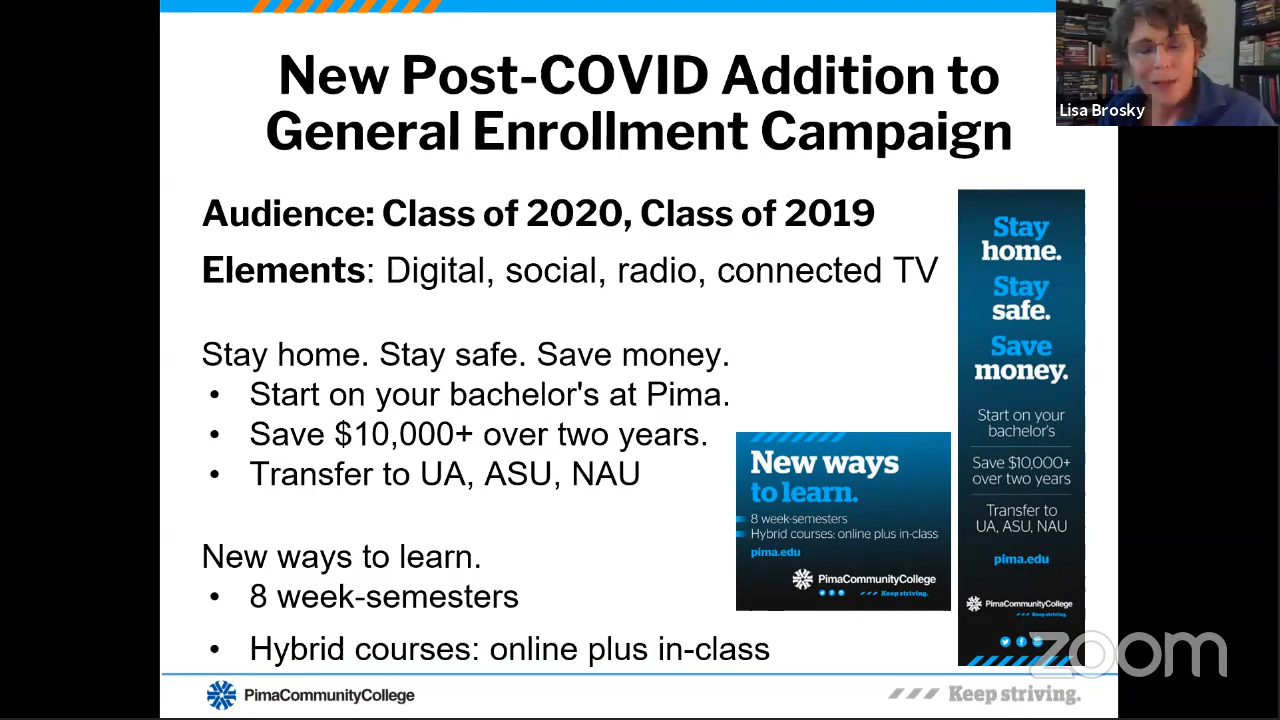 New Post-COVID Addition to
General Enrollment Campaign
Lisa Brosky
Audience: Class of 2020, Class of 2019
Elements: Digital, social, radio, connected TV
Stay home. Stay safe. Save money.
• Start on your bachelor's at Pima.
• Save $10,000+ over two years.
• Transfer to UA, ASU, NAU
New ways to learn.
• 8 week-semesters
• Hybrid courses: online plus in-class
New ways
to learn.
8 week-semesters
Hybrid courses: online plus in-class
pima.edu
PimaCommunityCollege
Keep striving.
Stay
home.
Stay
safe.
Save
money.
Start on your
bachelor's
Save $10,000+
over two years
Transfer to
UA, ASU, NAU
pima.edu
PimaCommunityCollege
Keep striving.
zoom
PimaCommunityCollege
Keep striving.